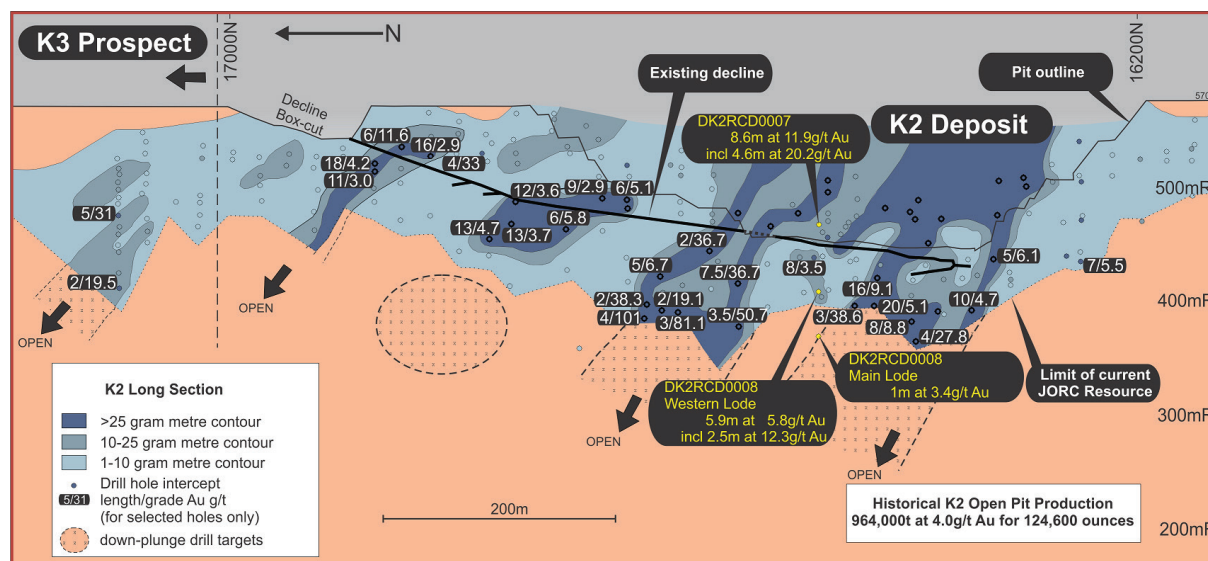 K3 Prospect
17000N
N
Decline
Box-cut
Existing decline
Pit outline
16200N
570
DK2RCD0007
8.6m at 11.9g/t Au
incl 4.6m at 20.2g/t Au
K2 Deposit
6/11.6
16/2.9
18/4.2
4/33
11/3.0
12/3.6
9/2.9
6/5.1
500mR
5/31
6/5.8
13/4.7
13/3.7
2/36.7
5/6.7
7.5/36.7
8/3.5
5/6.1
7/5.5
2/19.5
16/9.1
2/38.3
2/19.1
20/5.1
10/4.7
400mR
4/101
3/81.1
3.5/50.7
3/38.6
8/8.8
4/27.8
OPEN
OPEN
DK2RCD0008
Main Lode
1m at 3.4g/t Au
DK2RCD0008
Western Lode
5.9m at 5.8g/t Au
incl 2.5m at 12.3g/t Au
Limit of current
JORC Resource
300mR
OPEN
OPEN
K2 Long Section
>25 gram metre contour
10-25 gram metre contour
1-10 gram metre contour
Drill hole intercept
5/31
length/grade Au g/t
(for selected holes only)
down-plunge drill targets
200m
Historical K2 Open Pit Production
964,000t at 4.0g/t Au for 124,600 ounces
200mR